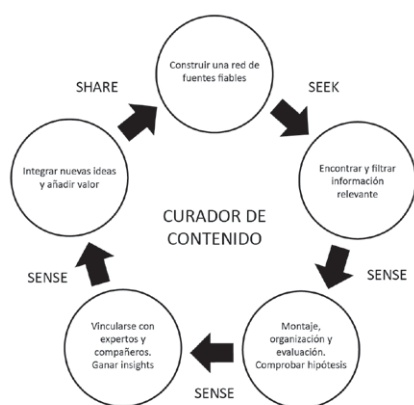 Construir una red de
fuentes fiables
SHARE
SEEK
Integrar nuevas ideas
y añadir valor
Encontrar y filtrar
información
relevante
CURADOR DE
CONTENIDO
SENSE
SENSE
Vincularse con
expertos y
compañeros.
Ganar insights
Montaje,
organización y
evaluación.
Comprobar hipótesis
SENSE